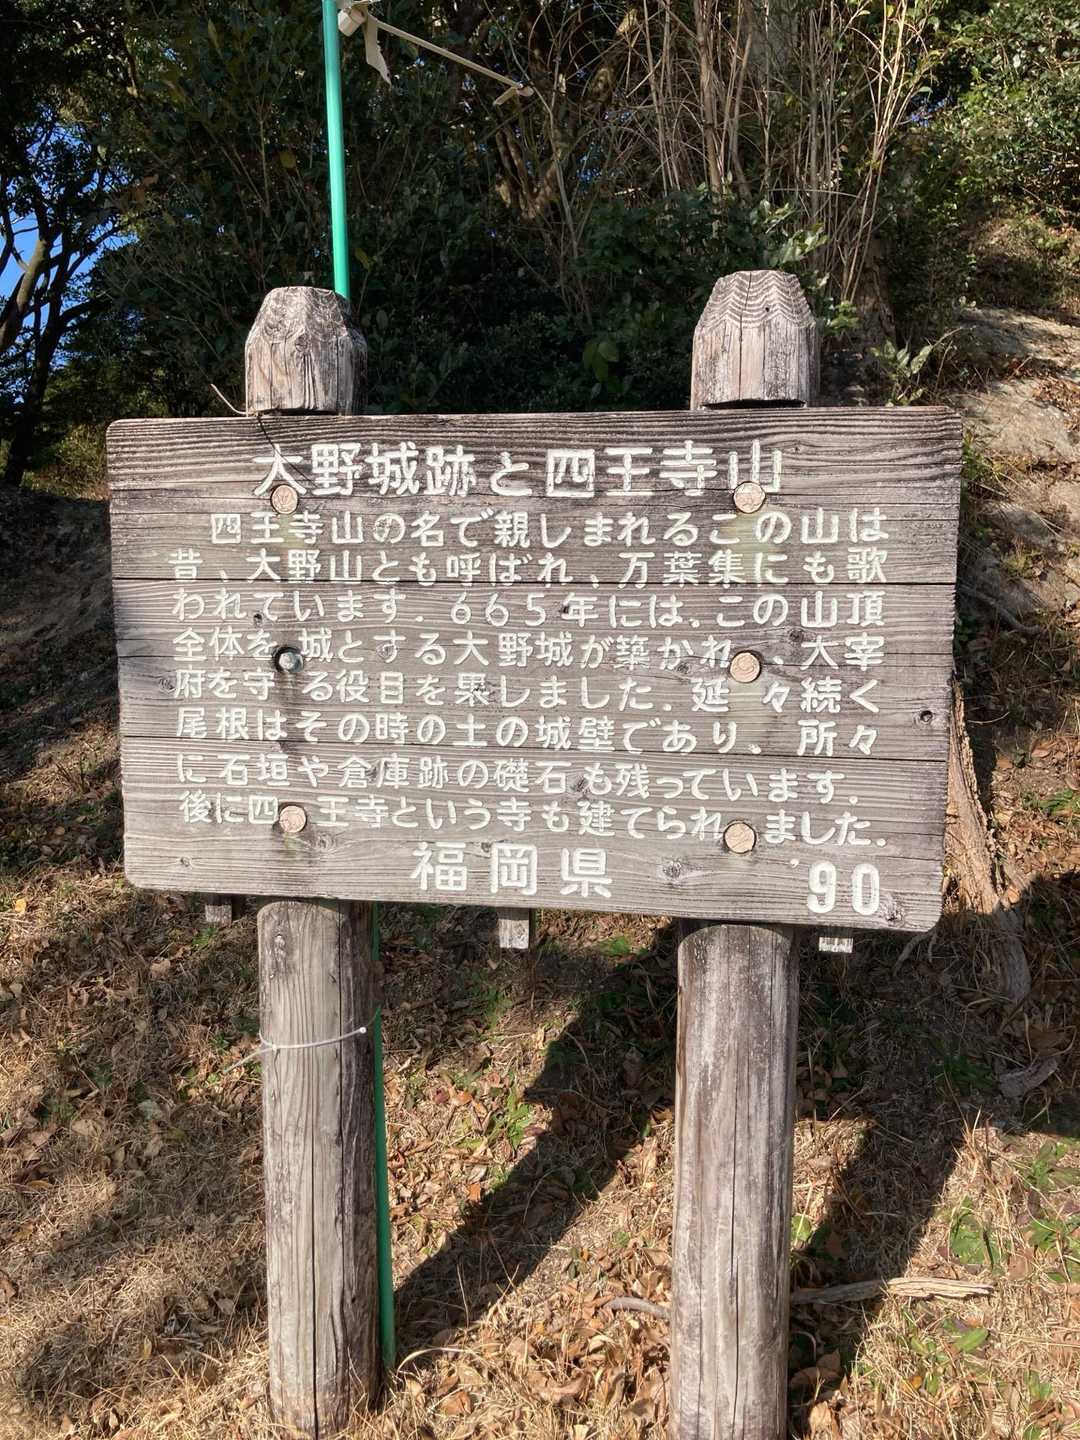 大野城跡と四王寺山
四王寺山の名で親しまれるこの山は
昔、大野山とも呼ばれ、万葉集にも歌
われています.665年には、この山頂
全体を城とする大野城が築かれ、大宰
府を守る役目を果しました.延々続く
尾根はその時の土の城壁であり、所々
に石垣や倉庫跡の礎石も残っています.
後に四王寺という寺も建てられました.
福岡県 '90